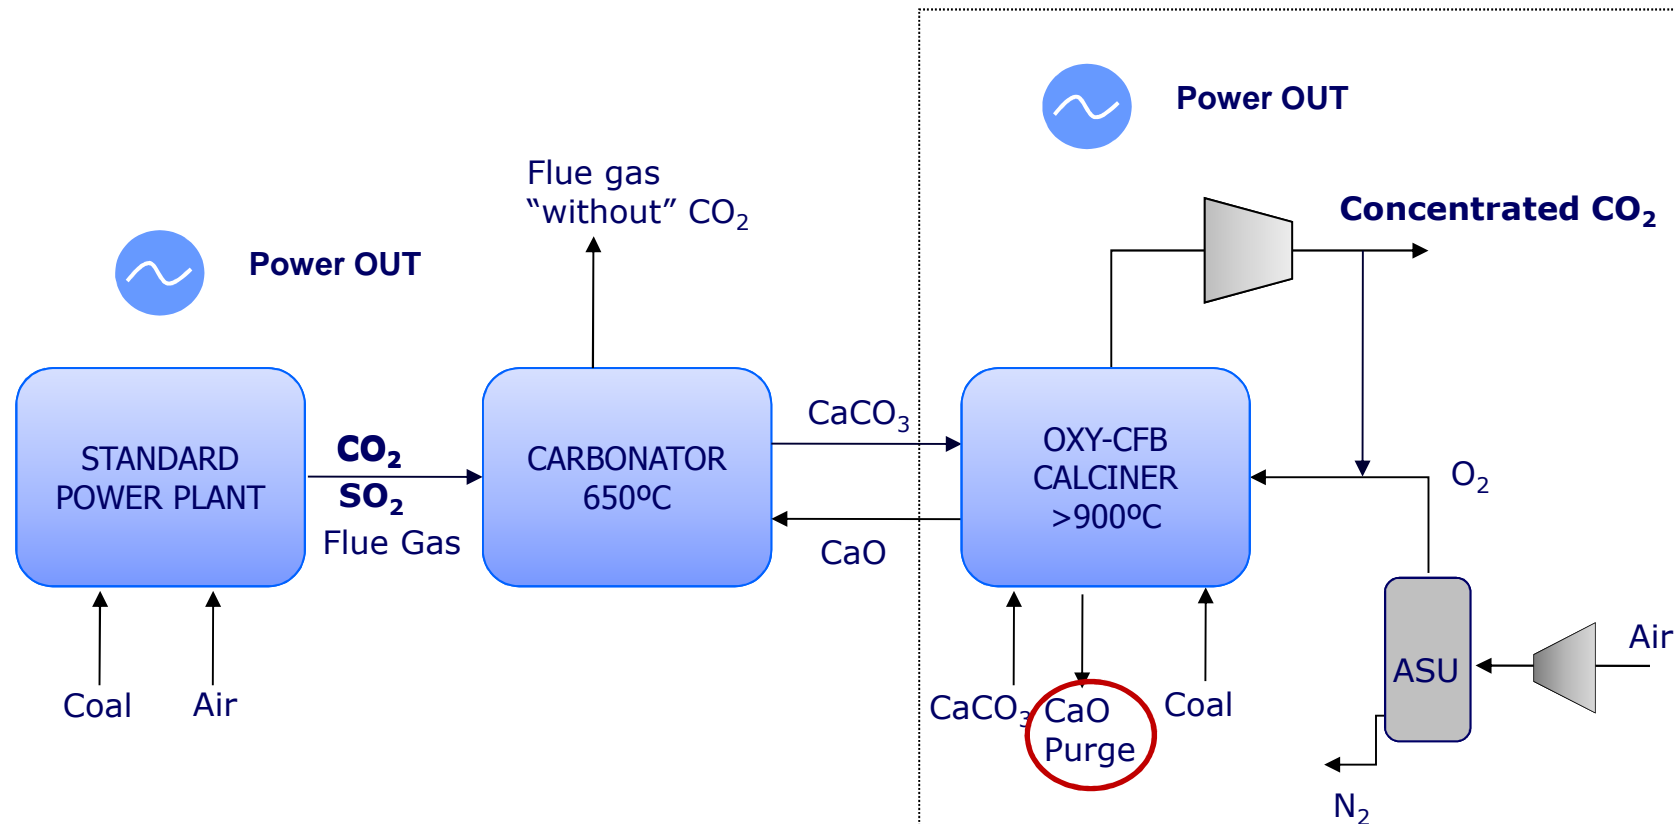 Power OUT
Flue gas
“without” CO₂
Concentrated CO₂
Power OUT
STANDARD
POWER PLANT
CO₂
SO₂
Flue Gas
CARBONATOR
650ºC
CaCO₃
CaO
OXY-CFB
CALCINER
>900ºC
O₂
Coal
Air
CaCO₃
CaO
Purge
Coal
ASU
Air
N₂